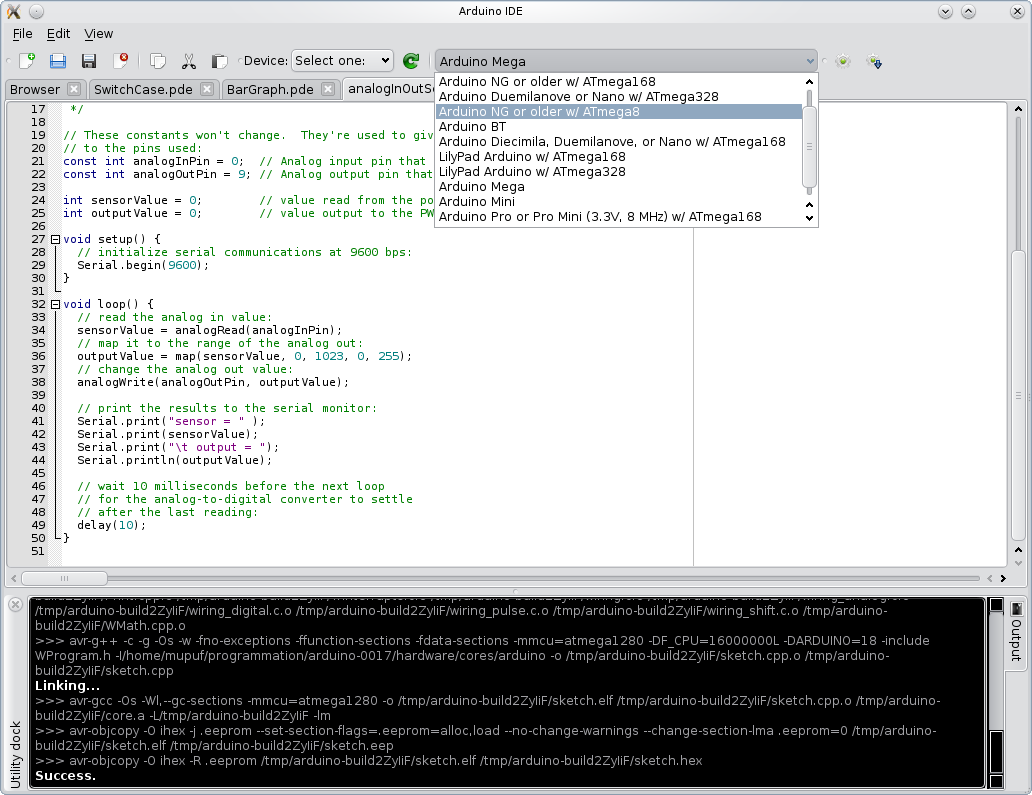 Arduino IDE
File Edit View
Device: Select one: Arduino Mega
Browser SwitchCase.pde BarGraph.pde analogInOutS
Arduino NG or older w/ ATmega168
Arduino Duemilanove or Nano w/ ATmega328
Arduino NG or older w/ ATmega8
Arduino BT
Arduino Diecimila, Duemilanove, or Nano w/ ATmega168
LilyPad Arduino w/ ATmega168
LilyPad Arduino w/ ATmega328
Arduino Mega
Arduino Mini
Arduino Pro or Pro Mini (3.3V, 8 MHz) w/ ATmega168
17 */
18
19 // These constants won't change. They're used to giv
20 // to the pins used:
21 const int analogInPin = 0; // Analog input pin that
22 const int analogOutPin = 9; // Analog output pin that
23
24 int sensorValue = 0; // value read from the po
25 int outputValue = 0; // value output to the PW
26
27 void setup() {
28 // initialize serial communications at 9600 bps:
29 Serial.begin(9600);
30 }
31
32 void loop() {
33 // read the analog in value:
34 sensorValue = analogRead(analogInPin);
35 // map it to the range of the analog out:
36 outputValue = map(sensorValue, 0, 1023, 0, 255);
37 // change the analog out value:
38 analogWrite(analogOutPin, outputValue);
39
40 // print the results to the serial monitor:
41 Serial.print("sensor = " );
42 Serial.print(sensorValue);
43 Serial.print("\t output = ");
44 Serial.println(outputValue);
45
46 // wait 10 milliseconds before the next loop
47 // for the analog-to-digital converter to settle
48 // after the last reading:
49 delay(10);
50 }
51
/tmp/arduino-build2ZyIiF/wiring_digital.c.o /tmp/arduino-build2ZyIiF/wiring_pulse.c.o /tmp/arduino-build2ZyIiF/wiring_shift.c.o /tmp/arduino-
build2ZyIiF/WMath.cpp.o
>>> avr-g++ -c -g -Os -w -fno-exceptions -ffunction-sections -fdata-sections -mmcu=atmega1280 -DF_CPU=16000000L -DARDUINO=18 -include
WProgram.h -I/home/mupuf/programmation/arduino-0017/hardware/cores/arduino -o /tmp/arduino-build2ZyIiF/sketch.cpp.o /tmp/arduino-
build2ZyIiF/sketch.cpp
Linking...
>>> avr-gcc -Os -Wl,--gc-sections -mmcu=atmega1280 -o /tmp/arduino-build2ZyIiF/sketch.elf /tmp/arduino-build2ZyIiF/sketch.cpp.o /tmp/arduino-
build2ZyIiF/core.a -L/tmp/arduino-build2ZyIiF -lm
>>> avr-objcopy -O ihex -j .eeprom --set-section-flags=.eeprom=alloc,load --no-change-warnings --change-section-lma .eeprom=0 /tmp/arduino-
build2ZyIiF/sketch.elf /tmp/arduino-build2ZyIiF/sketch.eep
>>> avr-objcopy -O ihex -R .eeprom /tmp/arduino-build2ZyIiF/sketch.elf /tmp/arduino-build2ZyIiF/sketch.hex
Success.
Utility dock
Output